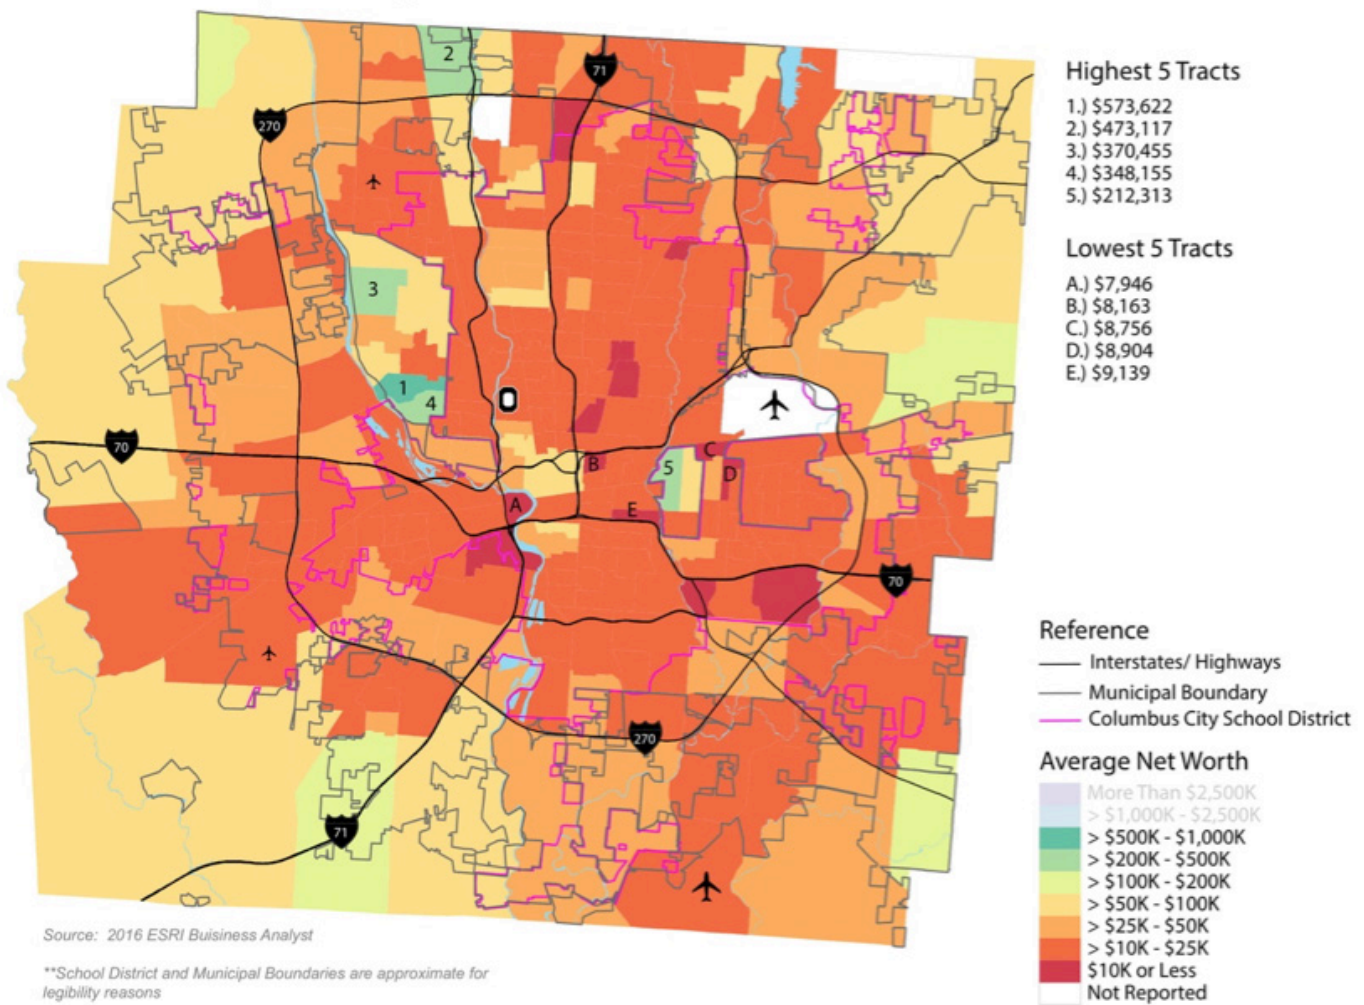 2
71
270
3
1
4
70
5
C
B
D
A
E
70
270
71
Highest 5 Tracts
1.) $573,622
2.) $473,117
3.) $370,455
4.) $348,155
5.) $212,313
Lowest 5 Tracts
A.) $7,946
B.) $8,163
C.) $8,756
D.) $8,904
E.) $9,139
Reference
Interstates/ Highways
Municipal Boundary
Columbus City School District
Average Net Worth
More Than $2,500K
> $1,000K - $2,500K
> $500K - $1,000K
> $200K - $500K
> $100K - $200K
> $50K - $100K
> $25K - $50K
> $10K - $25K
$10K or Less
Not Reported
Source: 2016 ESRI Buisiness Analyst
**School District and Municipal Boundaries are approximate for
legibility reasons